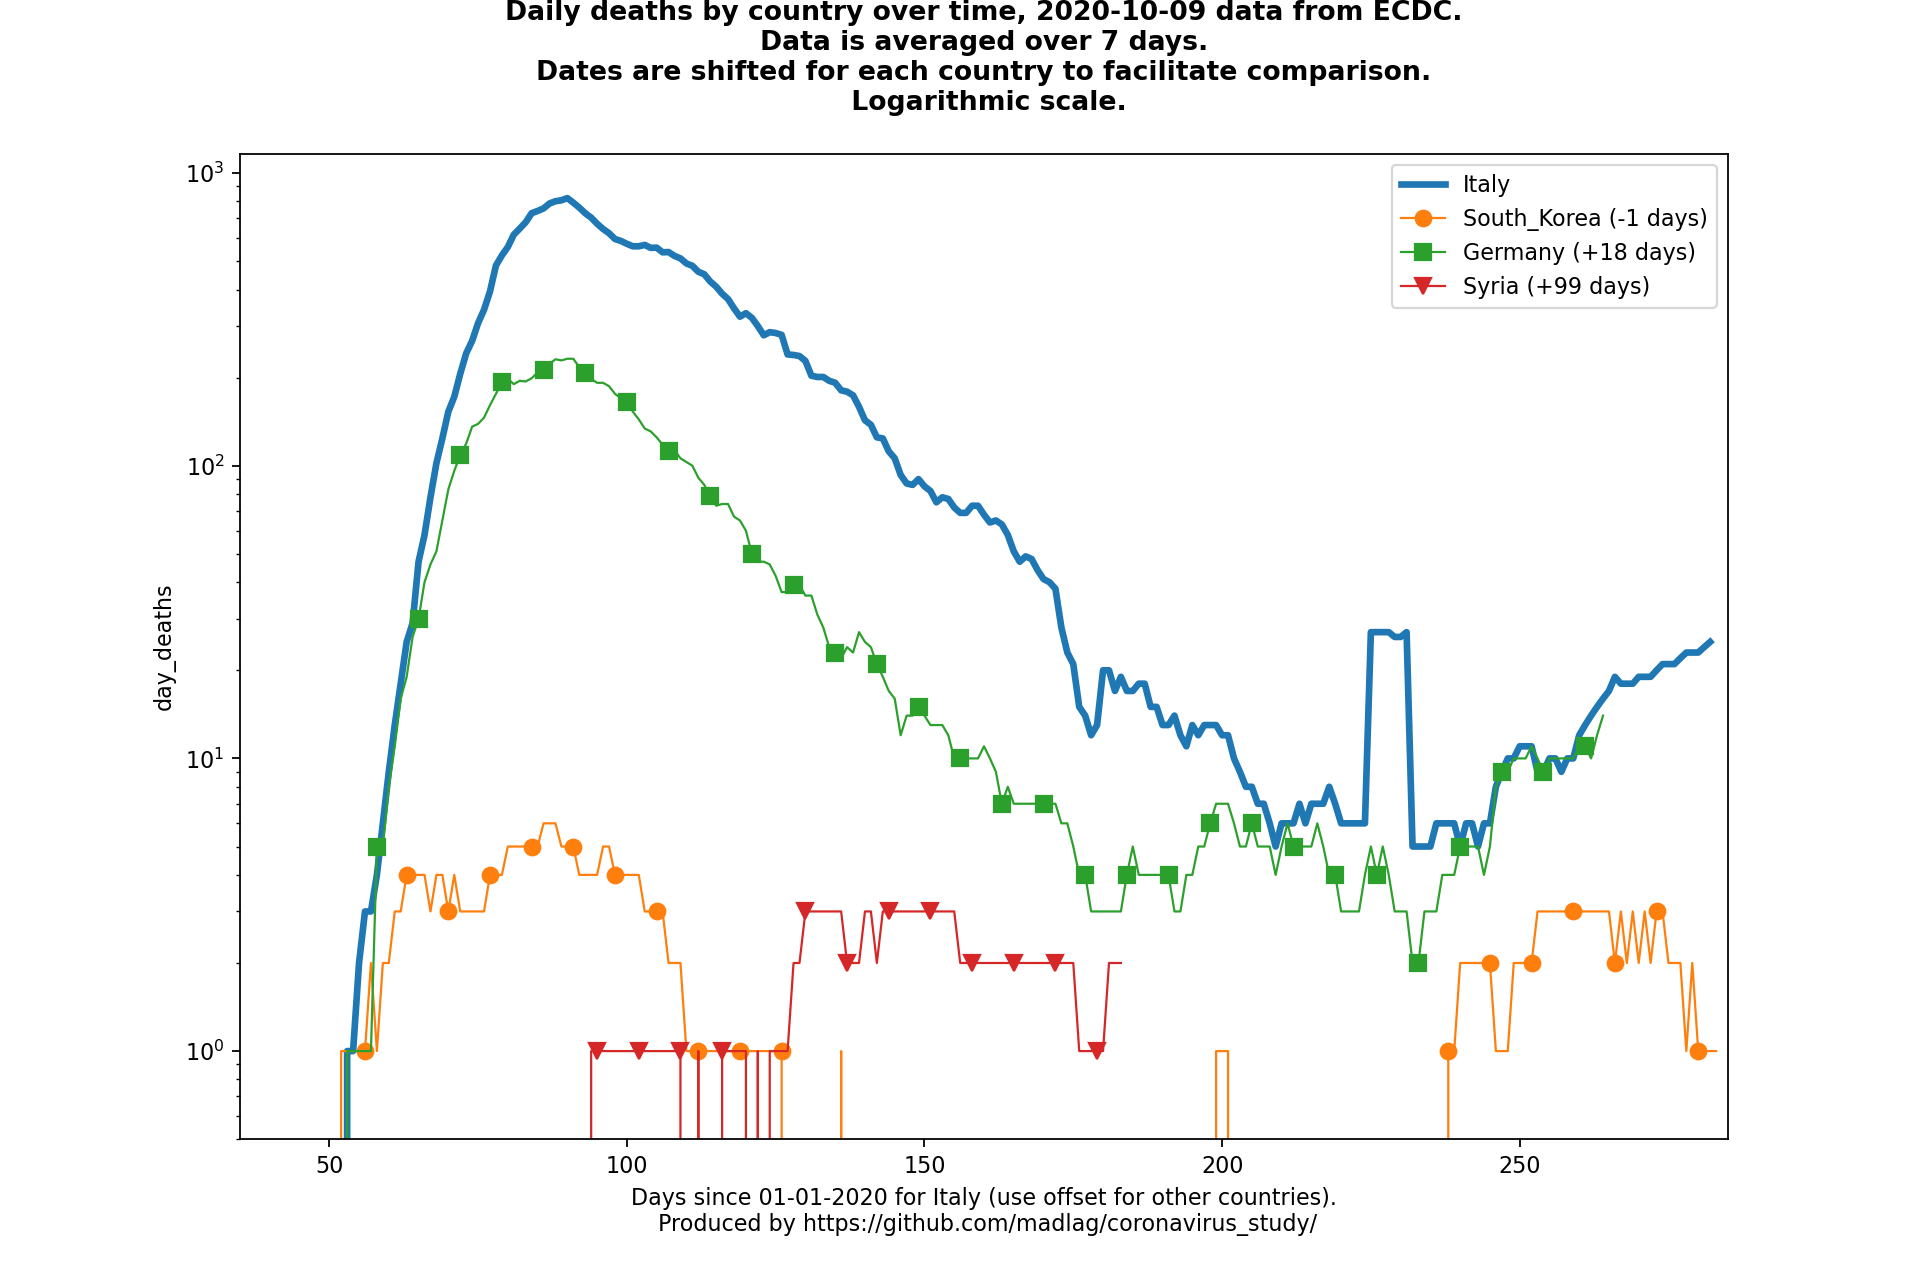 Daily deaths by country over time, 2020-10-09 data from ECDC.
Data is averaged over 7 days.
Dates are shifted for each country to facilitate comparison.
Logarithmic scale.
10³
10²
10¹
10⁰
day_deaths
Italy
South_Korea (-1 days)
Germany (+18 days)
Syria (+99 days)
50 100 150 200 250
Days since 01-01-2020 for Italy (use offset for other countries).
Produced by https://github.com/madlag/coronavirus_study/